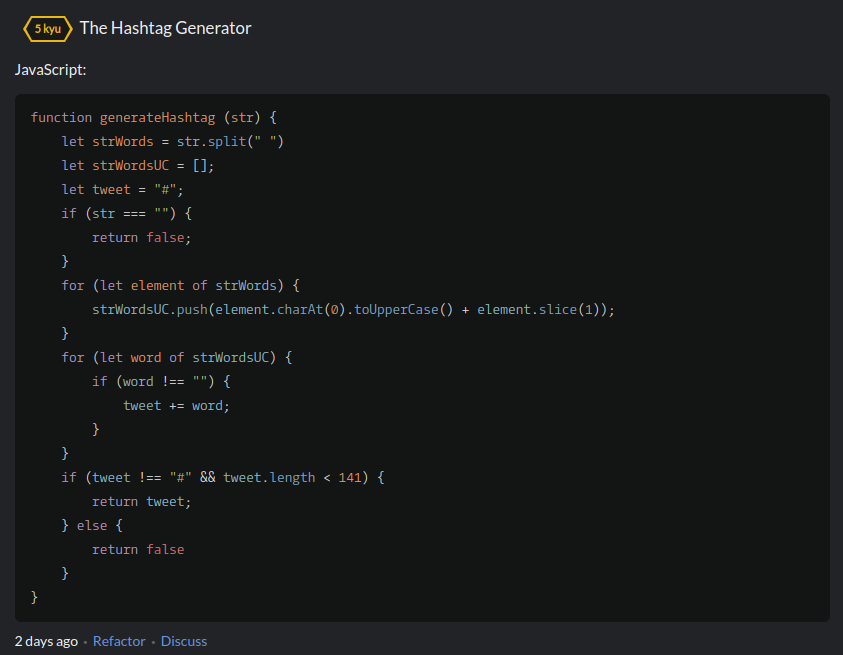 5 kyu The Hashtag Generator
JavaScript:
function generateHashtag (str) {
    let strWords = str.split(" ")
    let strWordsUC = [];
    let tweet = "#";
    if (str === "") {
        return false;
    }
    for (let element of strWords) {
        strWordsUC.push(element.charAt(0).toUpperCase() + element.slice(1));
    }
    for (let word of strWordsUC) {
        if (word !== "") {
            tweet += word;
        }
    }
    if (tweet !== "#" && tweet.length < 141) {
        return tweet;
    } else {
        return false
    }
}
2 days ago · Refactor · Discuss